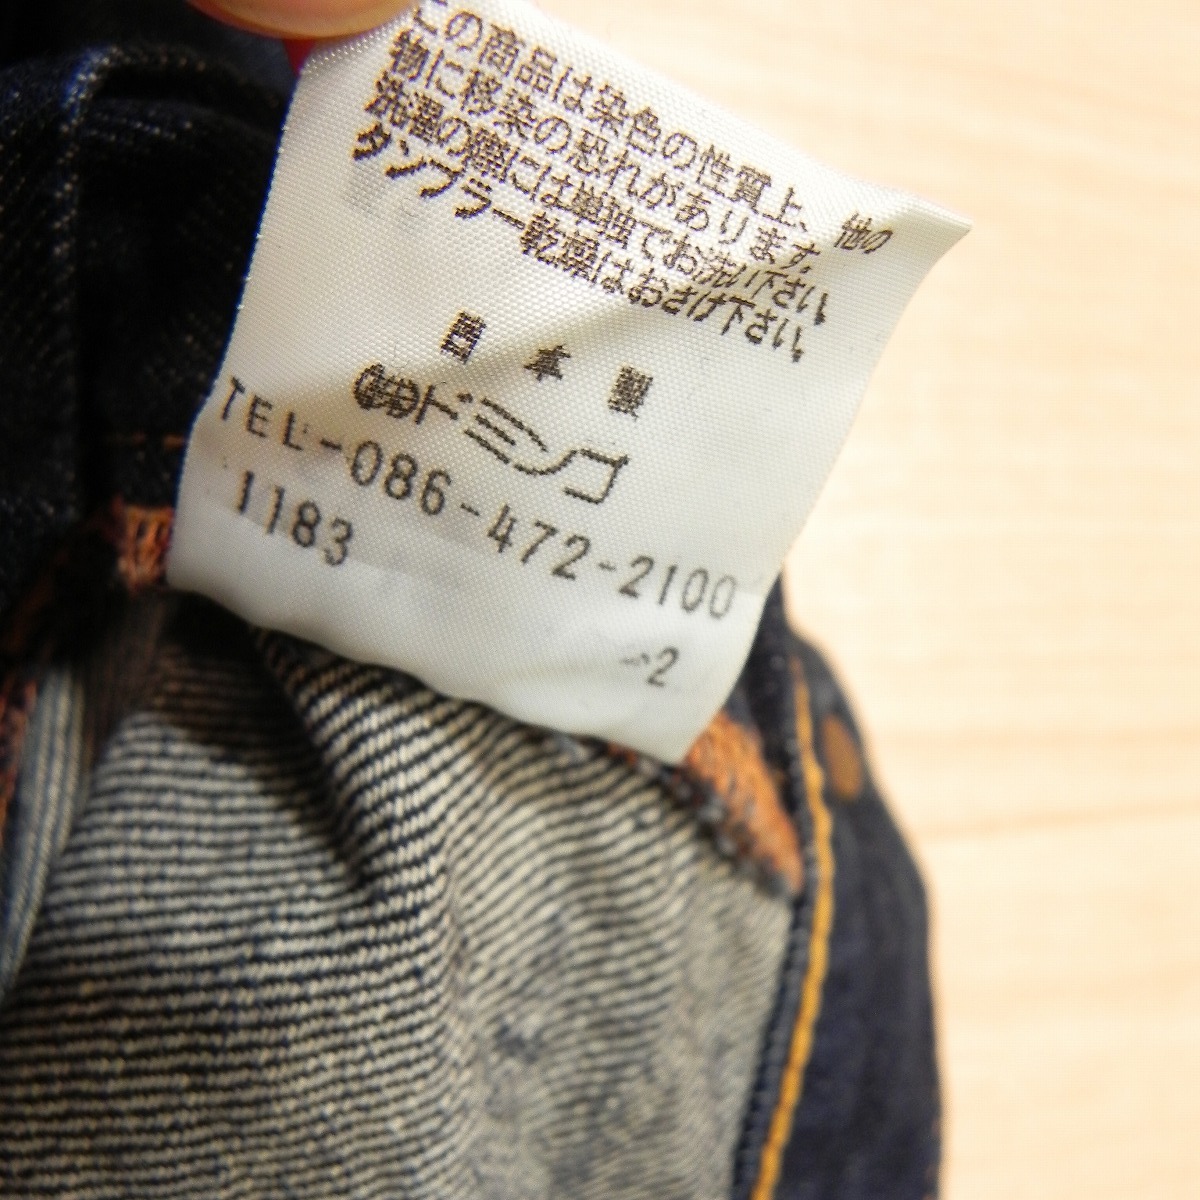 この商品は染色の性質上、他の
物に移染の恐れがあります。
洗濯の際には単独でお洗い下さい
タンブラー乾燥はおさけ下さい。
日本製
㈱ドミンゴ
TEL-086-472-2100
1183
-2